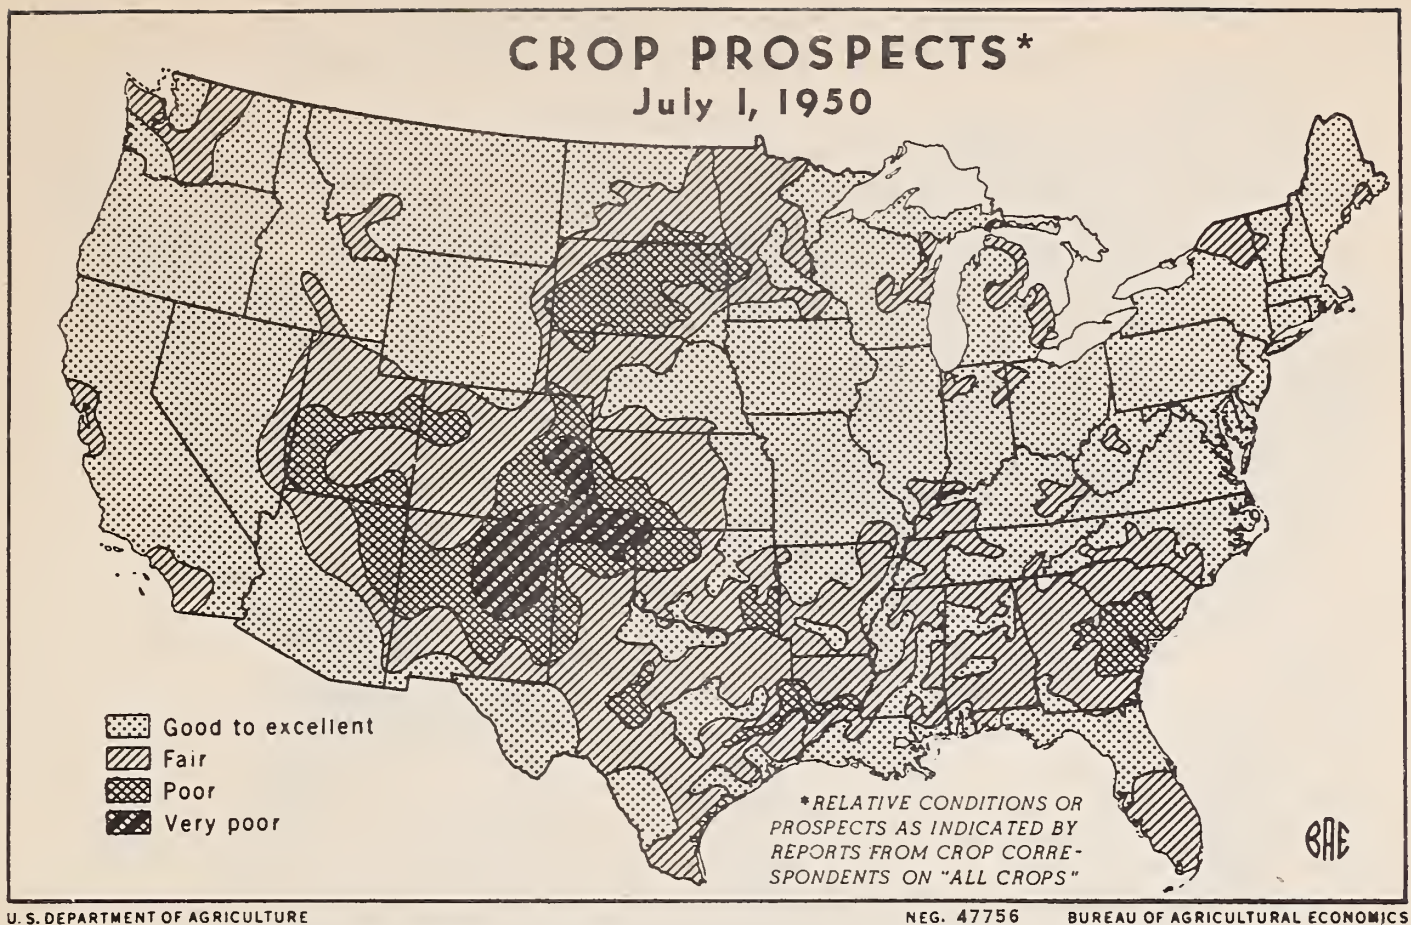 CROP PROSPECTS*
July 1, 1950
Good to excellent
Fair
Poor
Very poor
*RELATIVE CONDITIONS OR
PROSPECTS AS INDICATED BY
REPORTS FROM CROP CORRE-
SPONDENTS ON "ALL CROPS"
BAE
U. S. DEPARTMENT OF AGRICULTURE
NEG. 47756 BUREAU OF AGRICULTURAL ECONOMICS